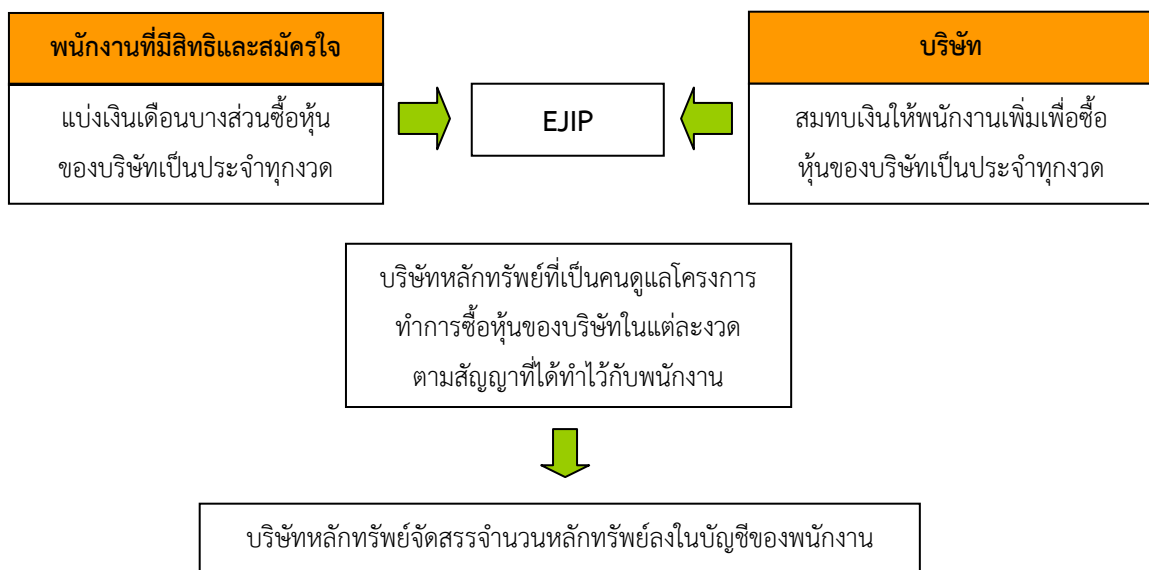 พนักงานที่มีสิทธิและสมัครใจ
แบ่งเงินเดือนบางส่วนซื้อหุ้น
ของบริษัทเป็นประจำทุกงวด
EJIP
บริษัท
สมทบเงินให้พนักงานเพิ่มเพื่อซื้อ
หุ้นของบริษัทเป็นประจำทุกงวด
บริษัทหลักทรัพย์ที่เป็นคนดูแลโครงการ
ทำการซื้อหุ้นของบริษัทในแต่ละงวด
ตามสัญญาที่ได้ทำไว้กับพนักงาน
บริษัทหลักทรัพย์จัดสรรจำนวนหลักทรัพย์ลงในบัญชีของพนักงาน